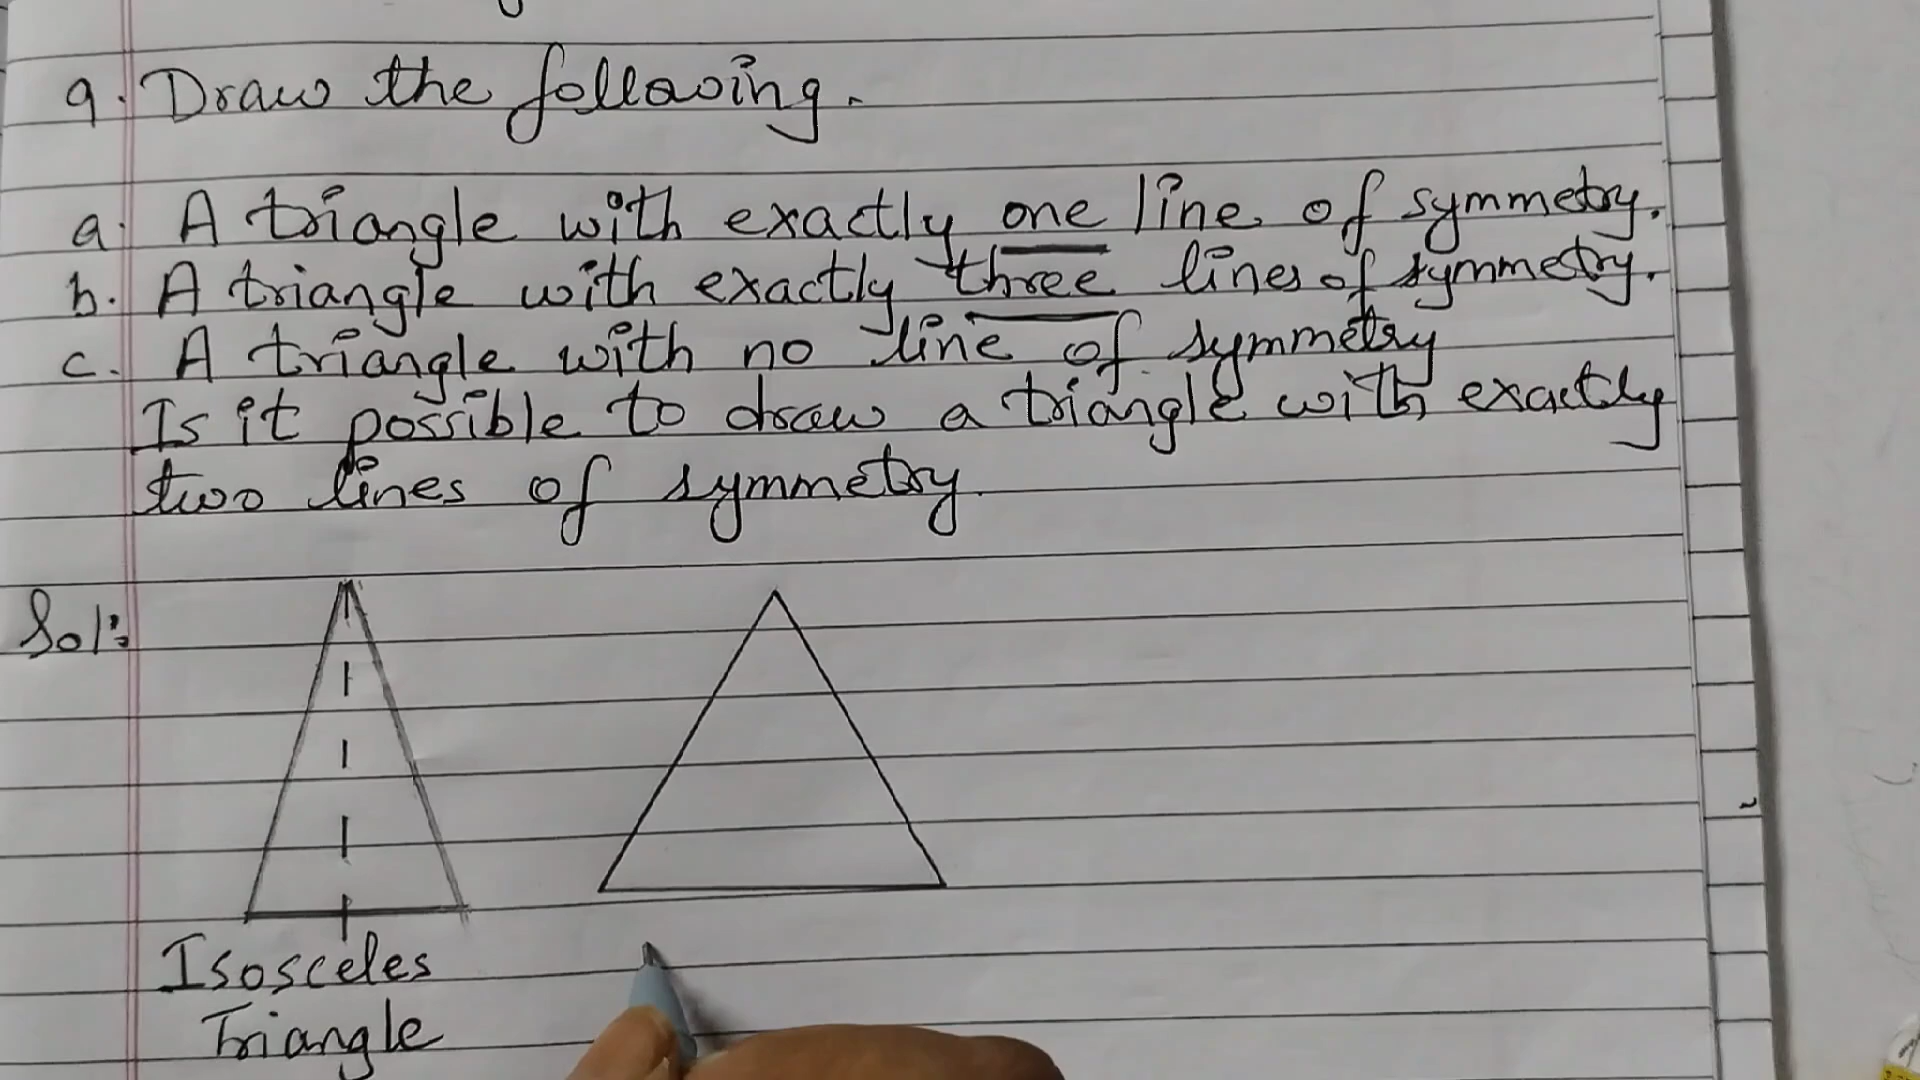 9. Draw the following.
a. A triangle with exactly one line of symmetry.
b. A triangle with exactly three lines of symmetry.
c. A triangle with no line of symmetry
Is it possible to draw a triangle with exactly
two lines of symmetry.
Sol:
Isosceles
Triangle